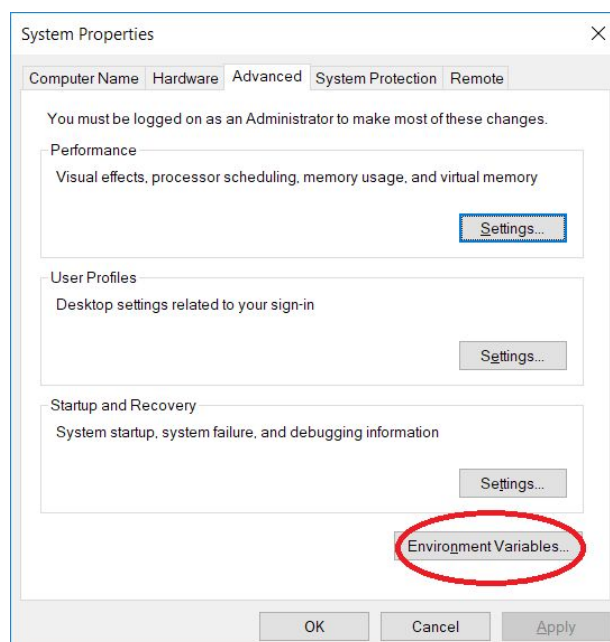 System Properties
Computer Name Hardware Advanced System Protection Remote
You must be logged on as an Administrator to make most of these changes.
Performance
Visual effects, processor scheduling, memory usage, and virtual memory
Settings...
User Profiles
Desktop settings related to your sign-in
Settings...
Startup and Recovery
System startup, system failure, and debugging information
Settings...
Environment Variables...
OK Cancel Apply